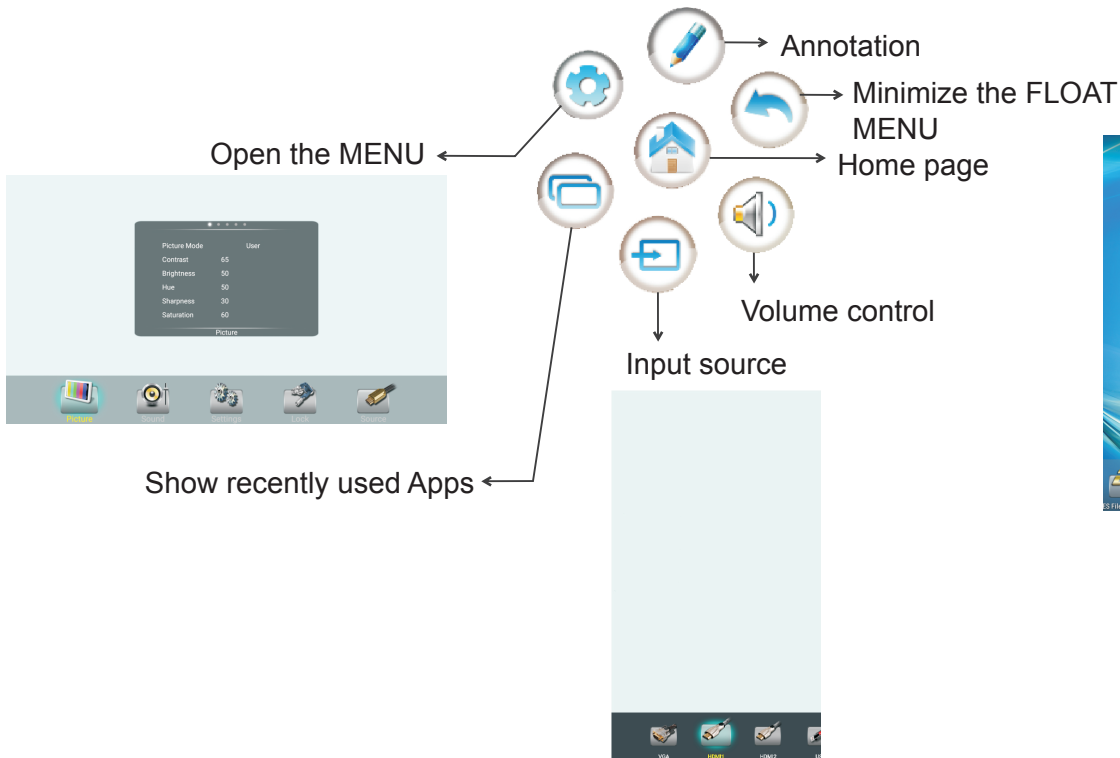 Annotation
Minimize the FLOAT
MENU
Home page
Open the MENU
Picture Mode User
Contrast 65
Brightness 50
Hue 50
Sharpness 30
Saturation 60
Picture
Picture
Sound
Settings
Lock
Source
Volume control
Input source
Show recently used Apps
ES File
VGA
HDMI1
HDMI2